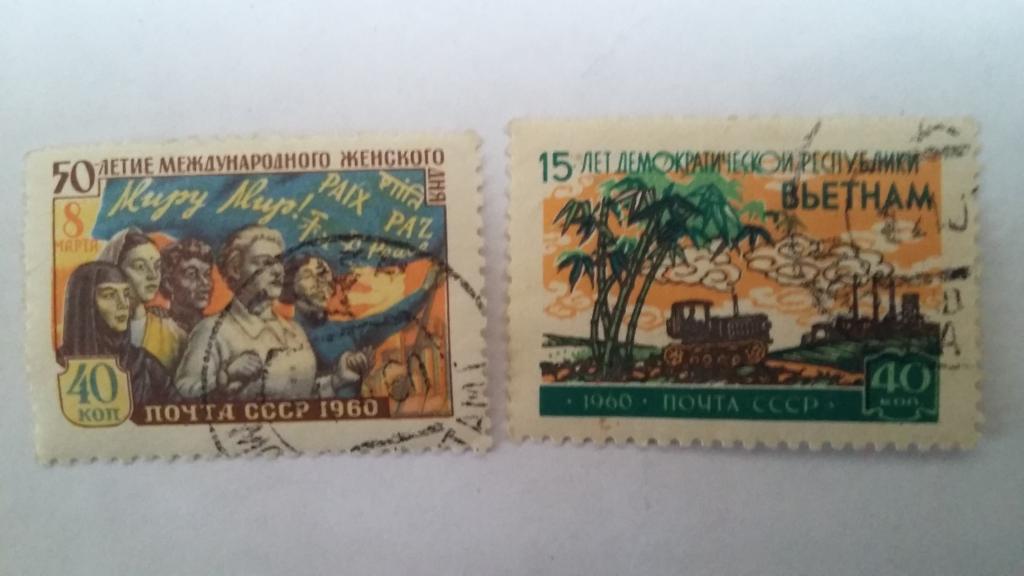 50-ЛЕТИЕ МЕЖДУНАРОДНОГО ЖЕНСКОГО
ДНЯ
8
МАРТА
Миру Мир!
PAIX
PAZ
40
КОП
ПОЧТА СССР 1960
15 ЛЕТ ДЕМОКРАТИЧЕСКОЙ РЕСПУБЛИКИ
ВЬЕТНАМ
· 1960 · ПОЧТА СССР ·
40
КОП